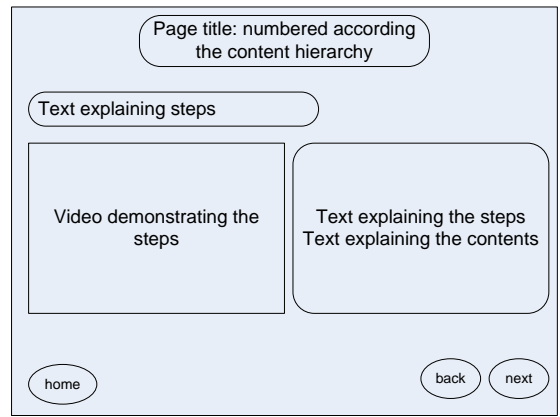 Page title: numbered according
the content hierarchy
Text explaining steps
Video demonstrating the
steps
Text explaining the steps
Text explaining the contents
home
back
next